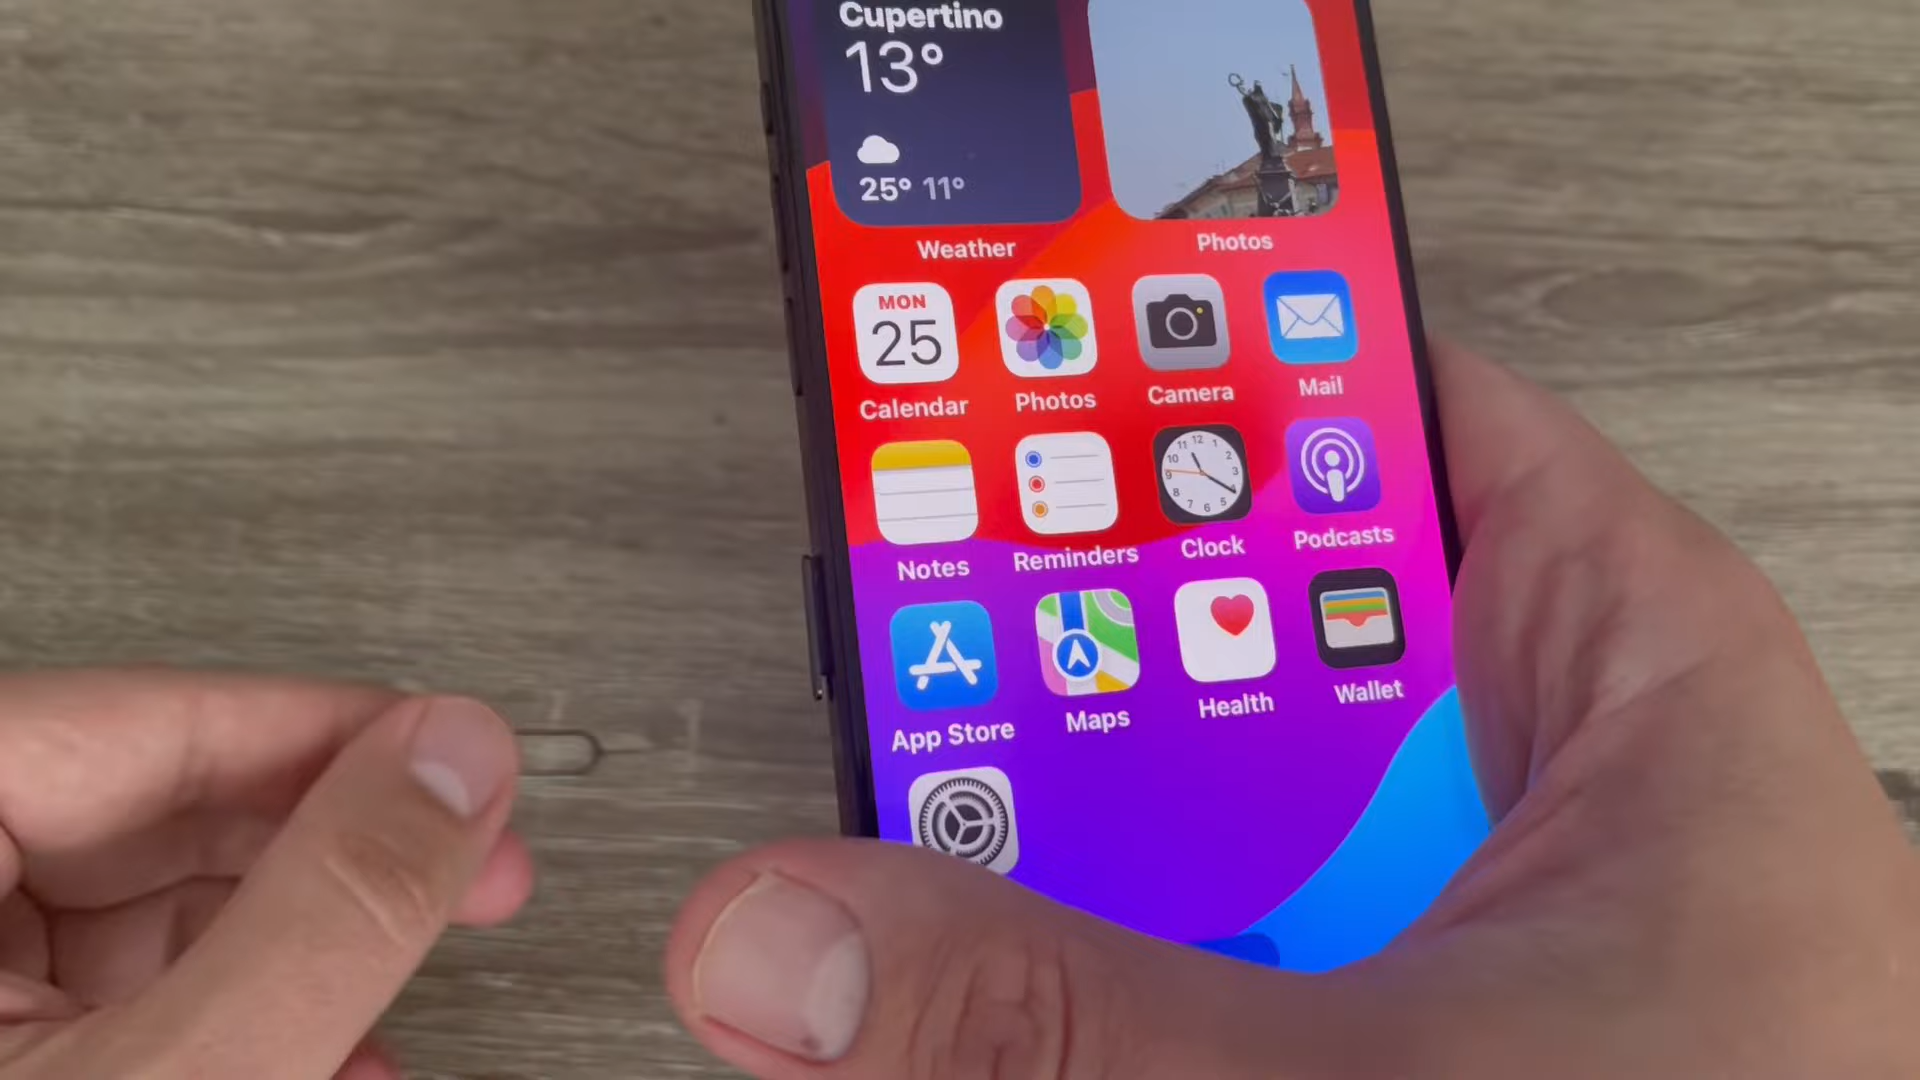 Cupertino
13°
25° 11°
Weather
Photos
MON
25
Calendar
Photos
Camera
Mail
Notes
Reminders
Clock
Podcasts
App Store
Maps
Health
Wallet